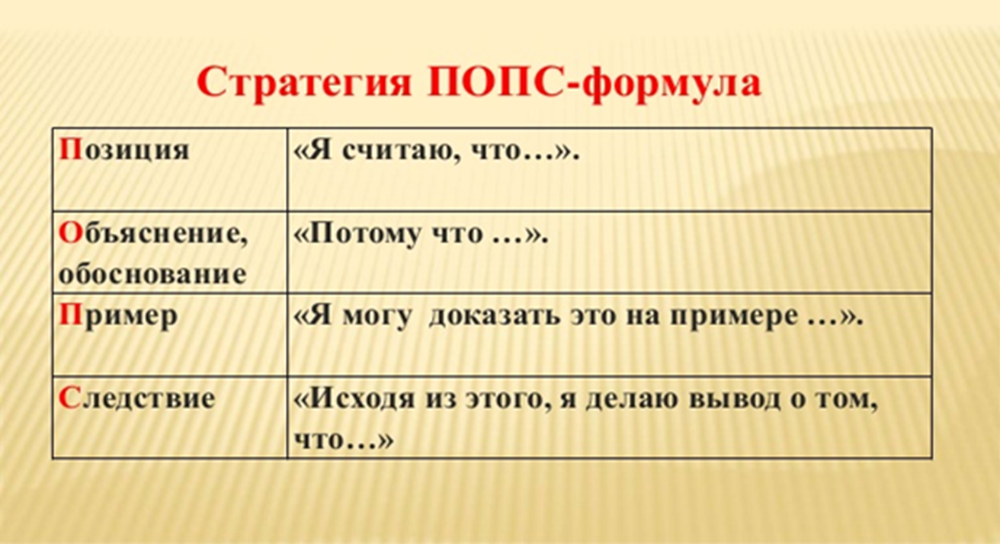 Стратегия ПОПС-формула
Позиция
«Я считаю, что…».
Объяснение,
обоснование
«Потому что …».
Пример
«Я могу  доказать это на примере …».
Следствие
«Исходя из этого, я делаю вывод о том,
что…»